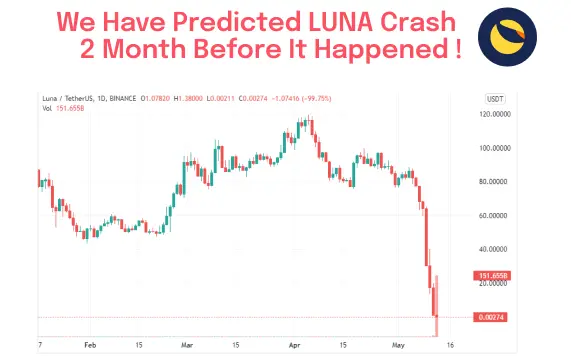 We Have Predicted LUNA Crash
2 Month Before It Happened !
Luna / TetherUS, 1D, BINANCE O1.07820 H1.38000 L0.00211 C0.00274 −1.07416 (−99.75%)
Vol 151.655B
USDT
120.00000
100.00000
80.00000
60.00000
40.00000
151.655B
20.00000
0.00274
7 Feb 15 Mar 15 Apr 15 May 16